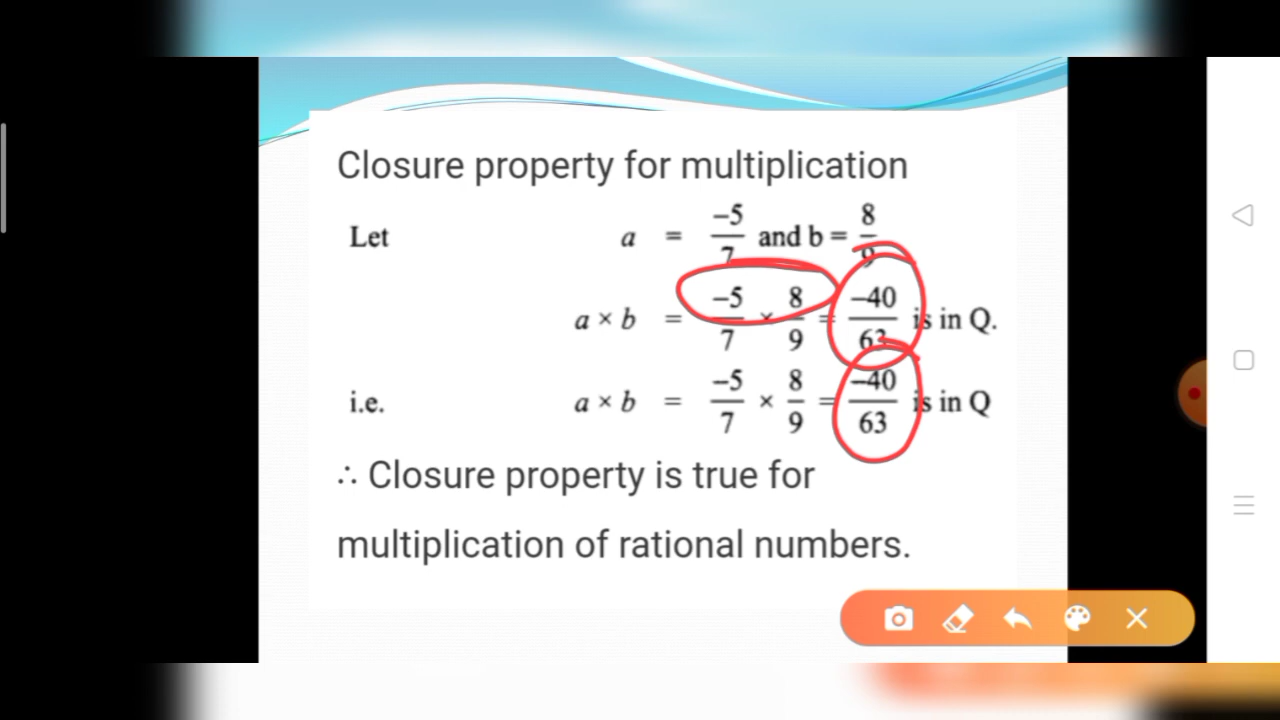 Closure property for multiplication
Let a = −5/7 and b = 8/9
a × b = −5/7 × 8/9 = −40/63 is in Q.
i.e. a × b = −5/7 × 8/9 = −40/63 is in Q
∴ Closure property is true for
multiplication of rational numbers.